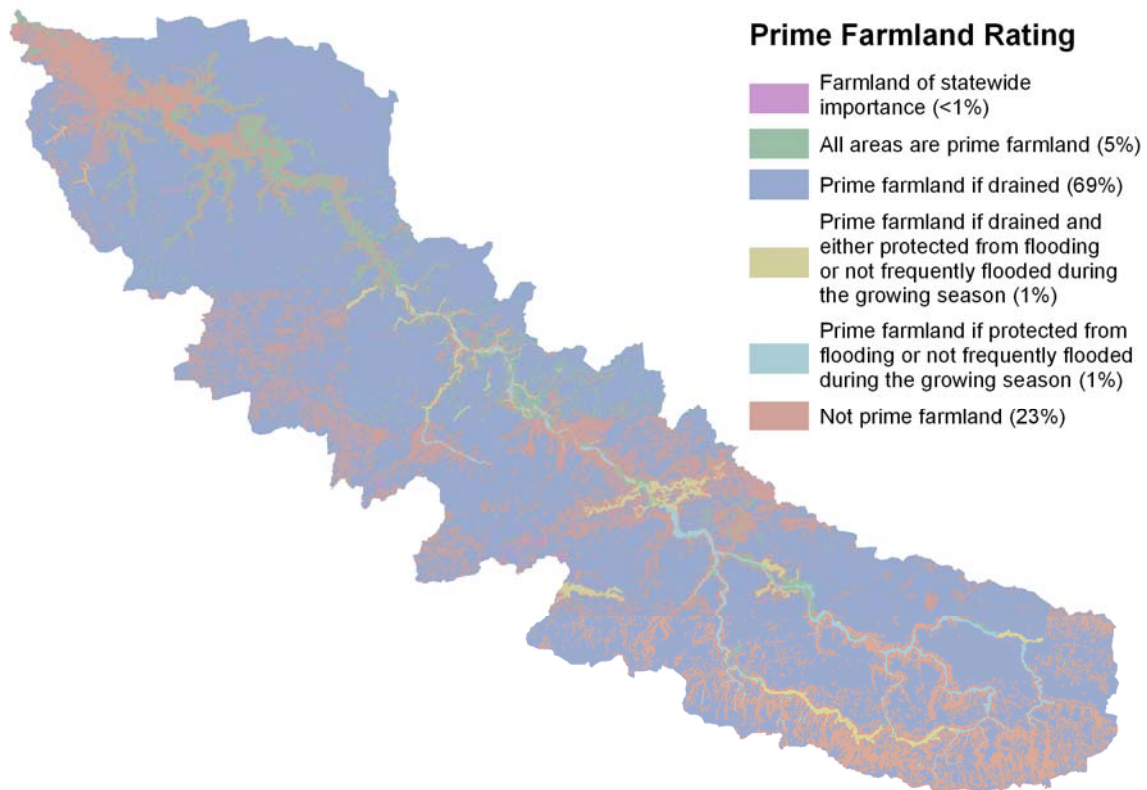 Prime Farmland Rating
Farmland of statewide
importance (<1%)
All areas are prime farmland (5%)
Prime farmland if drained (69%)
Prime farmland if drained and
either protected from flooding
or not frequently flooded during
the growing season (1%)
Prime farmland if protected from
flooding or not frequently flooded
during the growing season (1%)
Not prime farmland (23%)